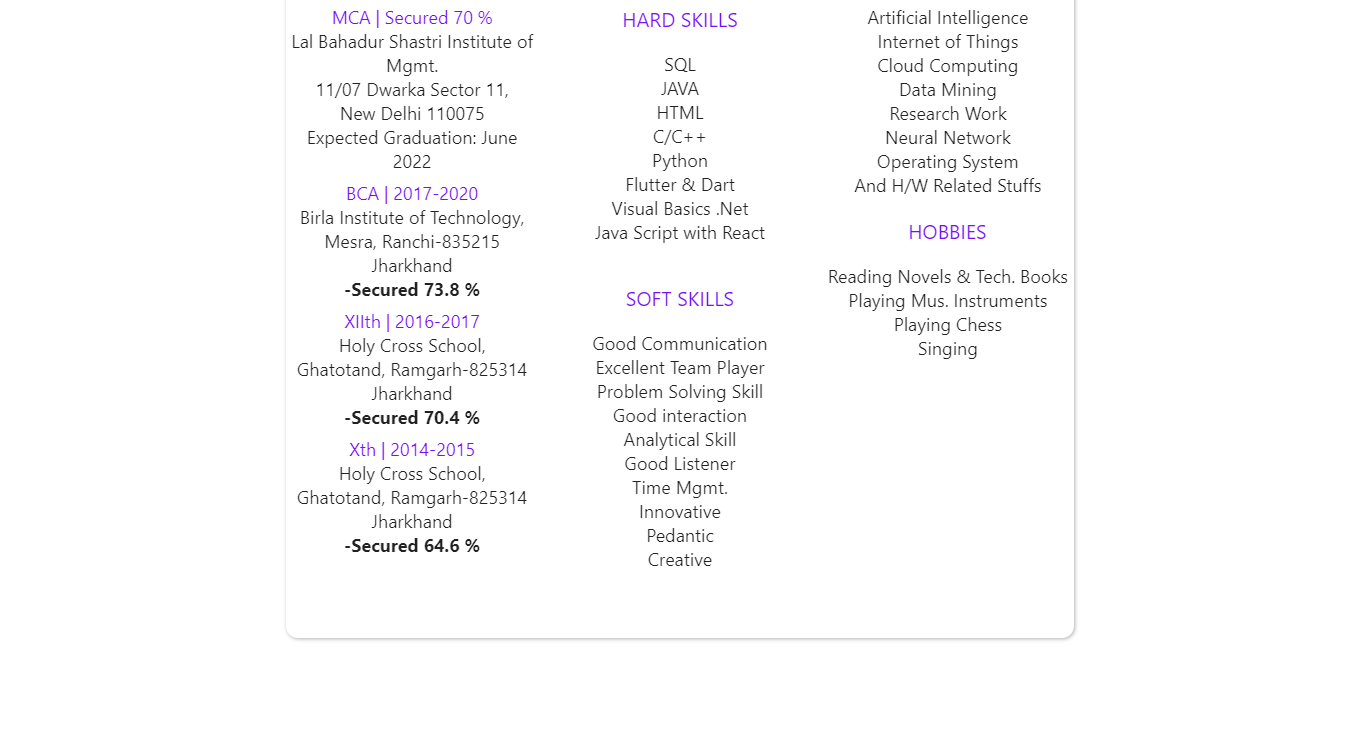 MCA | Secured 70 %
Lal Bahadur Shastri Institute of
Mgmt.
11/07 Dwarka Sector 11,
New Delhi 110075
Expected Graduation: June
2022
BCA | 2017-2020
Birla Institute of Technology,
Mesra, Ranchi-835215
Jharkhand
-Secured 73.8 %
XIIth | 2016-2017
Holy Cross School,
Ghatotand, Ramgarh-825314
Jharkhand
-Secured 70.4 %
Xth | 2014-2015
Holy Cross School,
Ghatotand, Ramgarh-825314
Jharkhand
-Secured 64.6 %
HARD SKILLS
SQL
JAVA
HTML
C/C++
Python
Flutter & Dart
Visual Basics .Net
Java Script with React
SOFT SKILLS
Good Communication
Excellent Team Player
Problem Solving Skill
Good interaction
Analytical Skill
Good Listener
Time Mgmt.
Innovative
Pedantic
Creative
Artificial Intelligence
Internet of Things
Cloud Computing
Data Mining
Research Work
Neural Network
Operating System
And H/W Related Stuffs
HOBBIES
Reading Novels & Tech. Books
Playing Mus. Instruments
Playing Chess
Singing